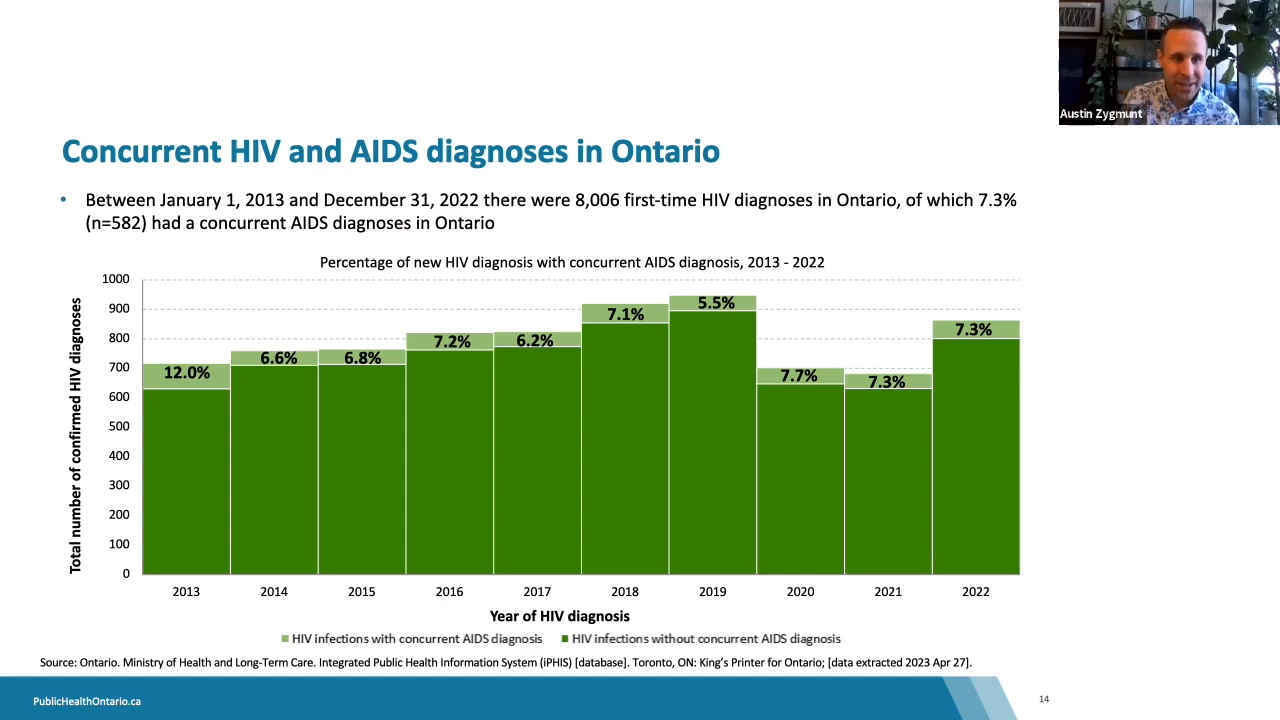 Austin Zygmunt
Concurrent HIV and AIDS diagnoses in Ontario
• Between January 1, 2013 and December 31, 2022 there were 8,006 first-time HIV diagnoses in Ontario, of which 7.3%
(n=582) had a concurrent AIDS diagnoses in Ontario
Percentage of new HIV diagnosis with concurrent AIDS diagnosis, 2013 - 2022
Total number of confirmed HIV diagnoses
1000
900
800
700
600
500
400
300
200
100
0
12.0%
6.6%
6.8%
7.2%
6.2%
7.1%
5.5%
7.7%
7.3%
7.3%
2013 2014 2015 2016 2017 2018 2019 2020 2021 2022
Year of HIV diagnosis
HIV infections with concurrent AIDS diagnosis HIV infections without concurrent AIDS diagnosis
Source: Ontario. Ministry of Health and Long-Term Care. Integrated Public Health Information System (iPHIS) [database]. Toronto, ON: King's Printer for Ontario; [data extracted 2023 Apr 27].
PublicHealthOntario.ca
14